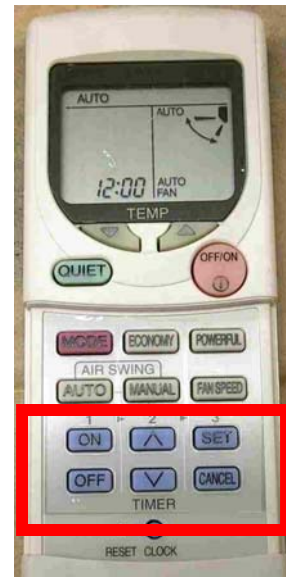 AUTO
AUTO
12:00 AUTO
FAN
TEMP
QUIET
OFF/ON
MODE ECONOMY POWERFUL
AIR SWING
AUTO MANUAL FAN SPEED
1 2 3
ON SET
OFF CANCEL
TIMER
RESET CLOCK